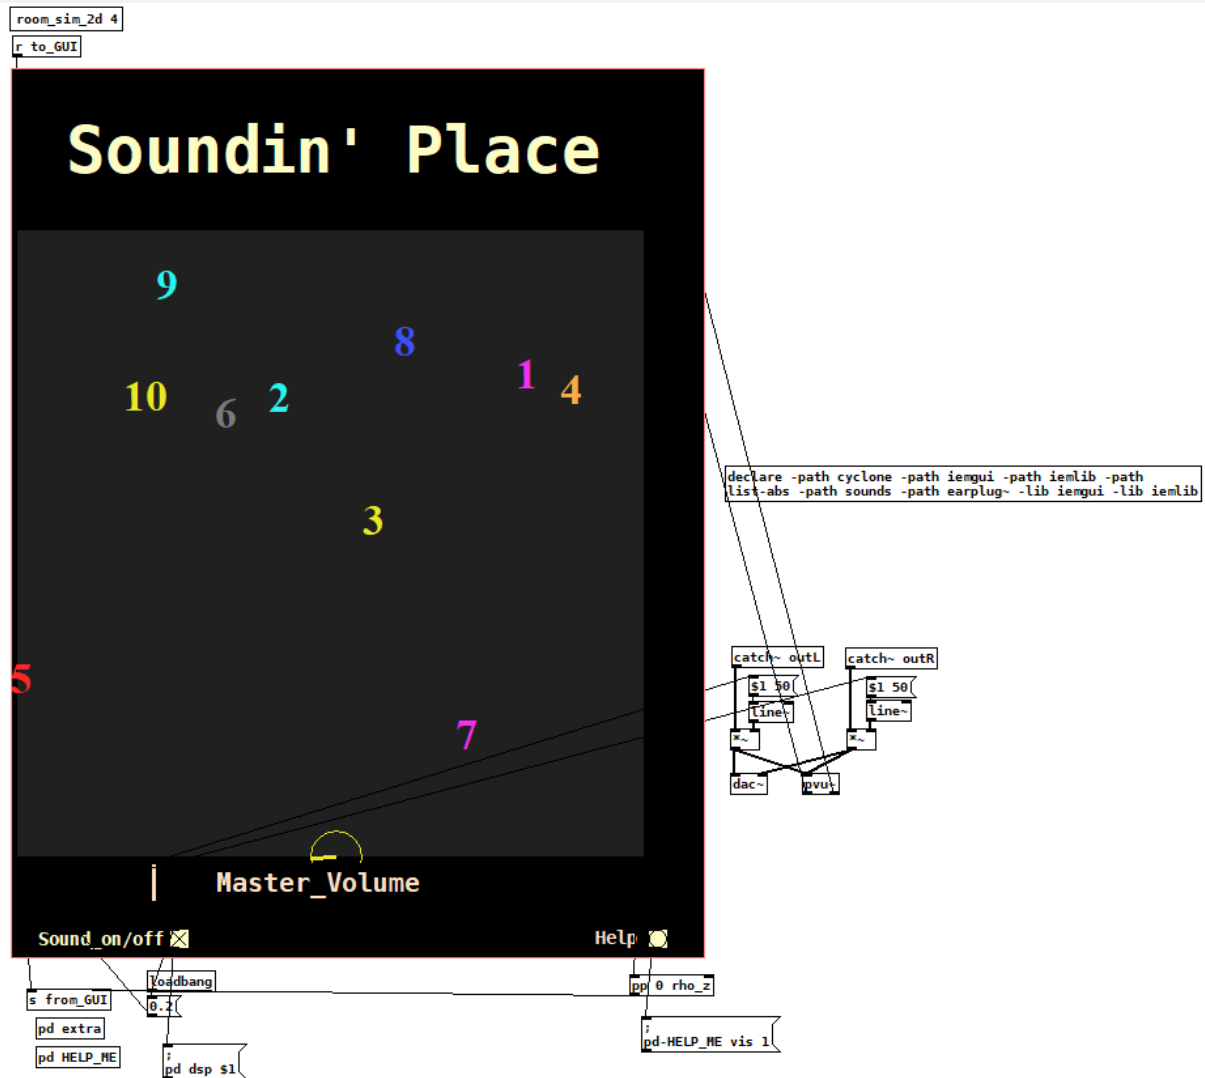 room_sim_2d 4
r to_GUI
Soundin' Place
9
8
1
4
10
6
2
3
5
7
declare -path cyclone -path iemgui -path iemlib -path
list-abs -path sounds -path earplug~ -lib iemgui -lib iemlib
catch~ outL
catch~ outR
$1 50
$1 50
line~
line~
*~
*~
dac~
pvu~
Master_Volume
Sound_on/off
Help
loadbang
pp 0 rho_z
s from_GUI
0.2
pd extra
pd HELP_ME
;
pd dsp $1
;
pd-HELP_ME vis 1